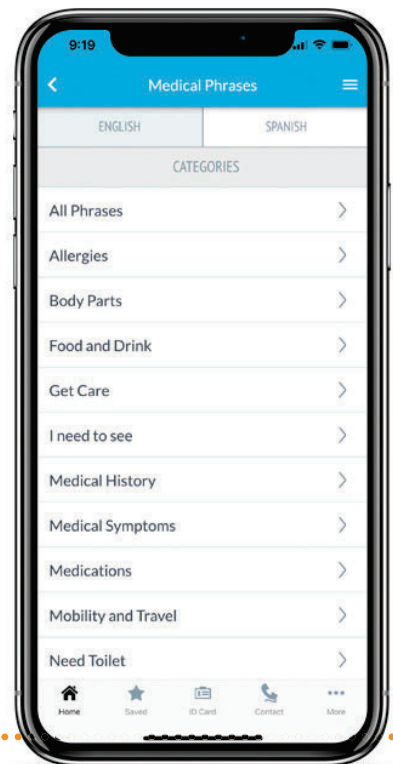 9:19
Medical Phrases
ENGLISH SPANISH
CATEGORIES
All Phrases
Allergies
Body Parts
Food and Drink
Get Care
I need to see
Medical History
Medical Symptoms
Medications
Mobility and Travel
Need Toilet
Home Saved ID Card Contact More